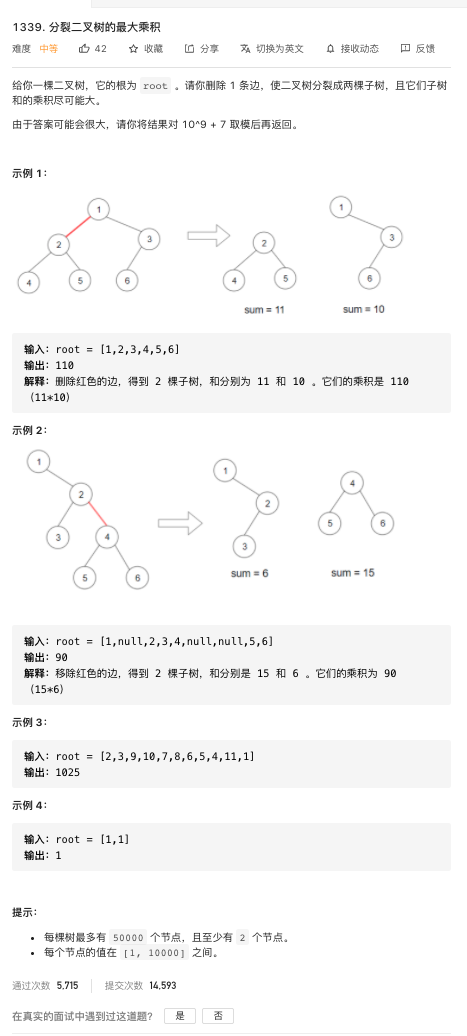 1339. 分裂二叉树的最大乘积
难度 中等 42 收藏 分享 切换为英文 接收动态 反馈
给你一棵二叉树，它的根为 root 。请你删除 1 条边，使二叉树分裂成两棵子树，且它们子树
和的乘积尽可能大。
由于答案可能会很大，请你将结果对 10^9 + 7 取模后再返回。
示例 1：
1
2 3
4 5 6
2
4 5
sum = 11
1
3
6
sum = 10
输入：root = [1,2,3,4,5,6]
输出：110
解释：删除红色的边，得到 2 棵子树，和分别为 11 和 10 。它们的乘积是 110
（11*10）
示例 2：
1
2
3 4
5 6
1
2
3
sum = 6
4
5 6
sum = 15
输入：root = [1,null,2,3,4,null,null,5,6]
输出：90
解释：移除红色的边，得到 2 棵子树，和分别是 15 和 6 。它们的乘积为 90
（15*6）
示例 3：
输入：root = [2,3,9,10,7,8,6,5,4,11,1]
输出：1025
示例 4：
输入：root = [1,1]
输出：1
提示：
• 每棵树最多有 50000 个节点，且至少有 2 个节点。
• 每个节点的值在 [1, 10000] 之间。
通过次数 5,715 提交次数 14,593
在真实的面试中遇到过这道题？ 是 否